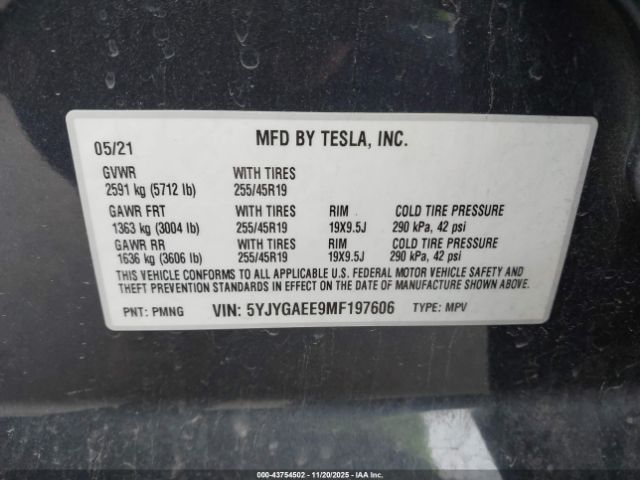 05/21 MFD BY TESLA, INC.
GVWR WITH TIRES
2591 kg (5712 lb) 255/45R19
GAWR FRT WITH TIRES RIM COLD TIRE PRESSURE
1363 kg (3004 lb) 255/45R19 19X9.5J 290 kPa, 42 psi
GAWR RR WITH TIRES RIM COLD TIRE PRESSURE
1636 kg (3606 lb) 255/45R19 19X9.5J 290 kPa, 42 psi
THIS VEHICLE CONFORMS TO ALL APPLICABLE U.S. FEDERAL MOTOR VEHICLE SAFETY AND
THEFT PREVENTION STANDARDS IN EFFECT ON THE DATE OF MANUFACTURE SHOWN ABOVE.
PNT: PMNG VIN: 5YJYGAEE9MF197606 TYPE: MPV
000-43754502 - 11/20/2025 - IAAI.COM